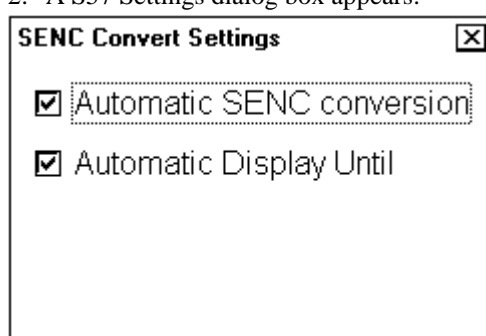 2. A S57 Settings dialog box appears.
SENC Convert Settings
Automatic SENC conversion
Automatic Display Until